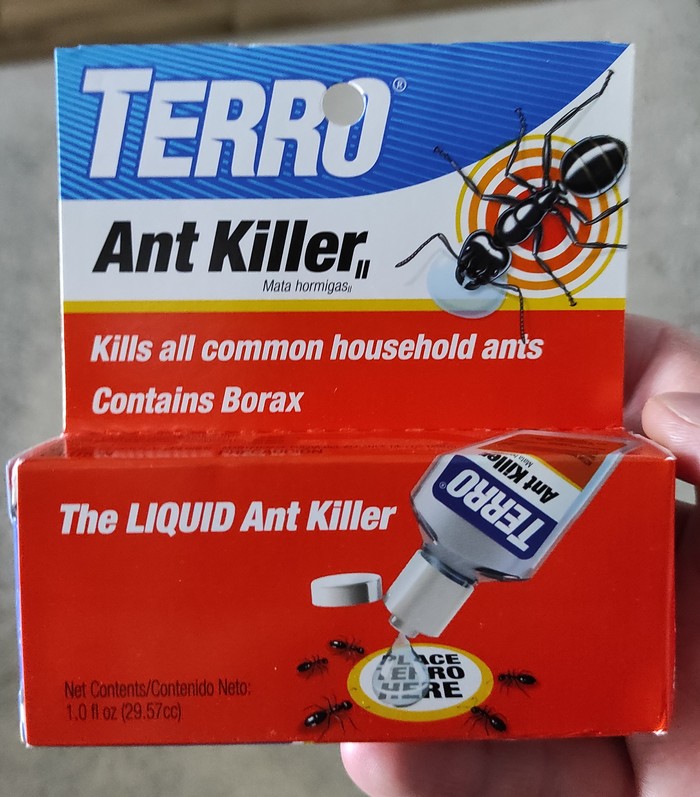 TERRO®
Ant Killer II
Mata hormigas II
Kills all common household ants
Contains Borax
The LIQUID Ant Killer
TERRO®
Ant Killer
PLACE
TERRO
HERE
Net Contents/Contenido Neto:
1.0 fl oz (29.57cc)